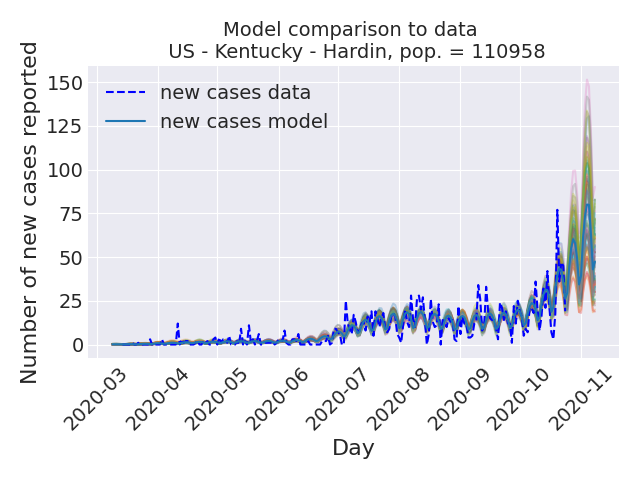 Model comparison to data
US - Kentucky - Hardin, pop. = 110958
Number of new cases reported
150
125
100
75
50
25
0
new cases data
new cases model
2020-03
2020-04
2020-05
2020-06
2020-07
2020-08
2020-09
2020-10
2020-11
Day